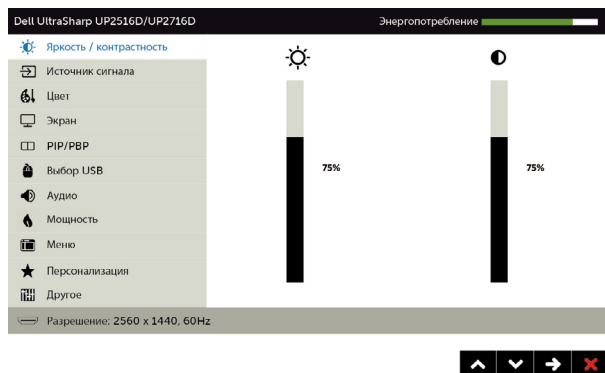 Dell UltraSharp UP2516D/UP2716D
Энергопотребление
Яркость / контрастность
Источник сигнала
Цвет
Экран
PIP/PBP
Выбор USB
Аудио
Мощность
Меню
Персонализация
Другое
75%
75%
Разрешение: 2560 x 1440, 60Hz